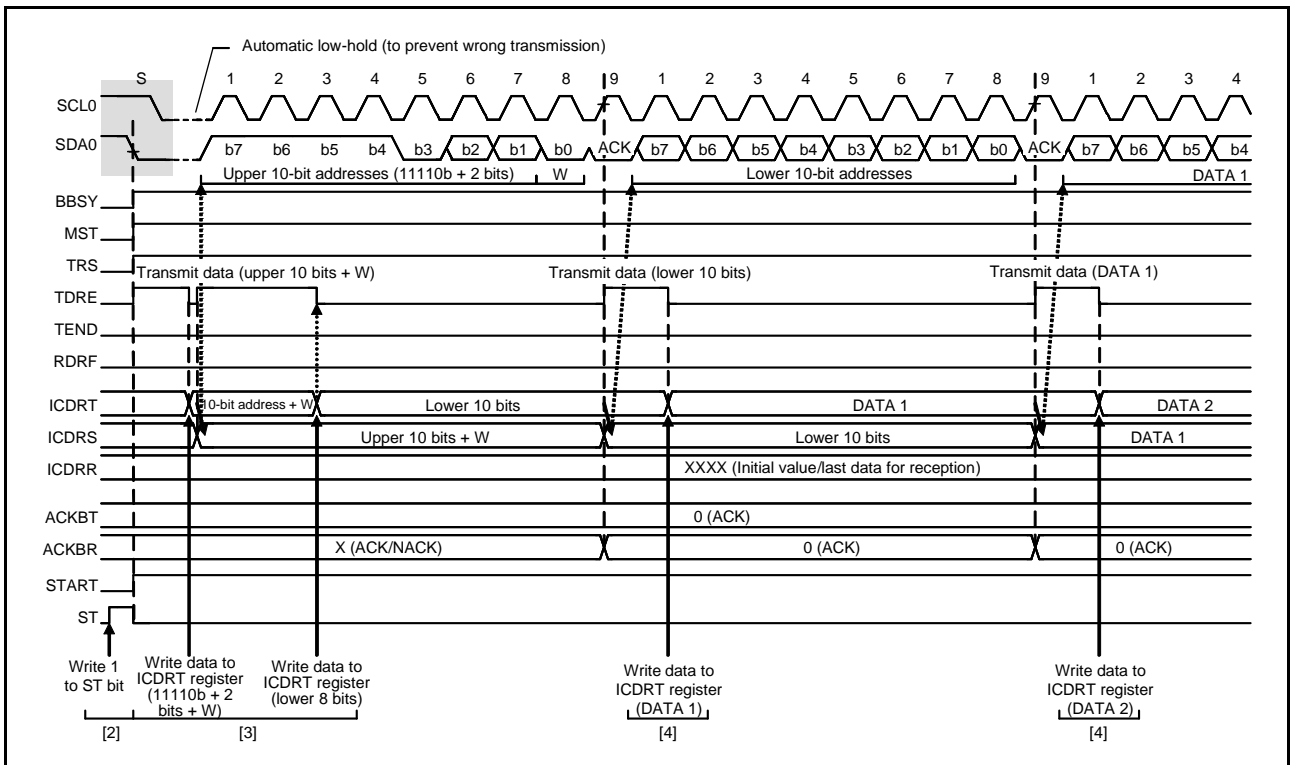 Automatic low-hold (to prevent wrong transmission)
S 1 2 3 4 5 6 7 8 9 1 2 3 4 5 6 7 8 9 1 2 3 4
SCL0
SDA0 b7 b6 b5 b4 b3 b2 b1 b0 ACK b7 b6 b5 b4 b3 b2 b1 b0 ACK b7 b6 b5 b4
Upper 10-bit addresses (11110b + 2 bits) W Lower 10-bit addresses DATA 1
BBSY
MST
TRS
Transmit data (upper 10 bits + W) Transmit data (lower 10 bits) Transmit data (DATA 1)
TDRE
TEND
RDRF
ICDRT 10-bit address + W Lower 10 bits DATA 1 DATA 2
ICDRS Upper 10 bits + W Lower 10 bits DATA 1
ICDRR XXXX (Initial value/last data for reception)
ACKBT 0 (ACK)
ACKBR X (ACK/NACK) 0 (ACK) 0 (ACK)
START
ST
Write 1
to ST bit
Write data to
ICDRT register
(11110b + 2
bits + W)
Write data to
ICDRT register
(lower 8 bits)
Write data to
ICDRT register
(DATA 1)
Write data to
ICDRT register
(DATA 2)
[2] [3] [4] [4]